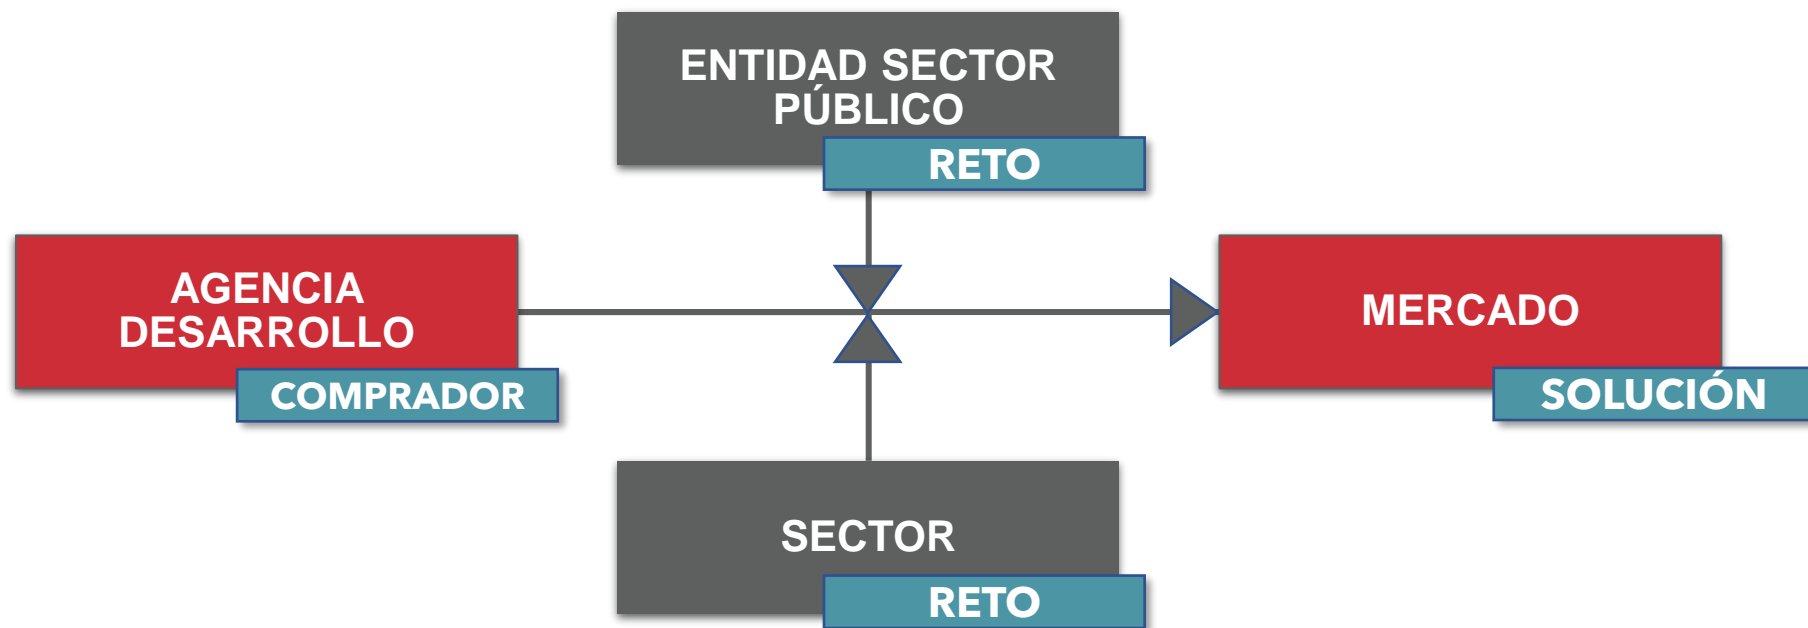 ENTIDAD SECTOR
PÚBLICO
RETO
AGENCIA
DESARROLLO
COMPRADOR
MERCADO
SOLUCIÓN
SECTOR
RETO